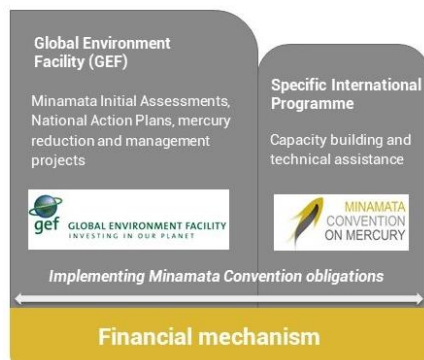 Global Environment
Facility (GEF)
Minamata Initial Assessments,
National Action Plans, mercury
reduction and management
projects
gef
GLOBAL ENVIRONMENT FACILITY
INVESTING IN OUR PLANET
Specific International
Programme
Capacity building and
technical assistance
MINAMATA
CONVENTION
ON MERCURY
Implementing Minamata Convention obligations
Financial mechanism